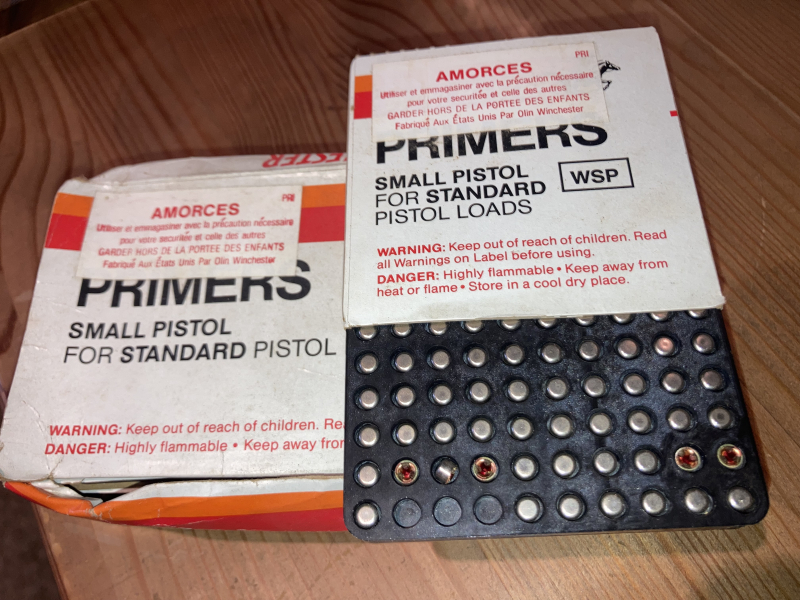 CHESTER
PRI
AMORCES
Utiliser et emmagasiner avec la précaution nécessaire
pour votre securitée et celle des autres
GARDER HORS DE LA PORTEE DES ENFANTS
Fabriqué Aux États Unis Par Olin Winchester
PRIMERS
SMALL PISTOL
FOR STANDARD PISTOL
WARNING: Keep out of reach of children. Re
DANGER: Highly flammable • Keep away from
PRI
AMORCES
Utiliser et emmagasiner avec la précaution nécessaire
pour votre securitée et celle des autres
GARDER HORS DE LA PORTEE DES ENFANTS
Fabriqué Aux États Unis Par Olin Winchester
PRIMERS
SMALL PISTOL
FOR STANDARD
PISTOL LOADS
WSP
WARNING: Keep out of reach of children. Read
all Warnings on Label before using.
DANGER: Highly flammable • Keep away from
heat or flame • Store in a cool dry place.